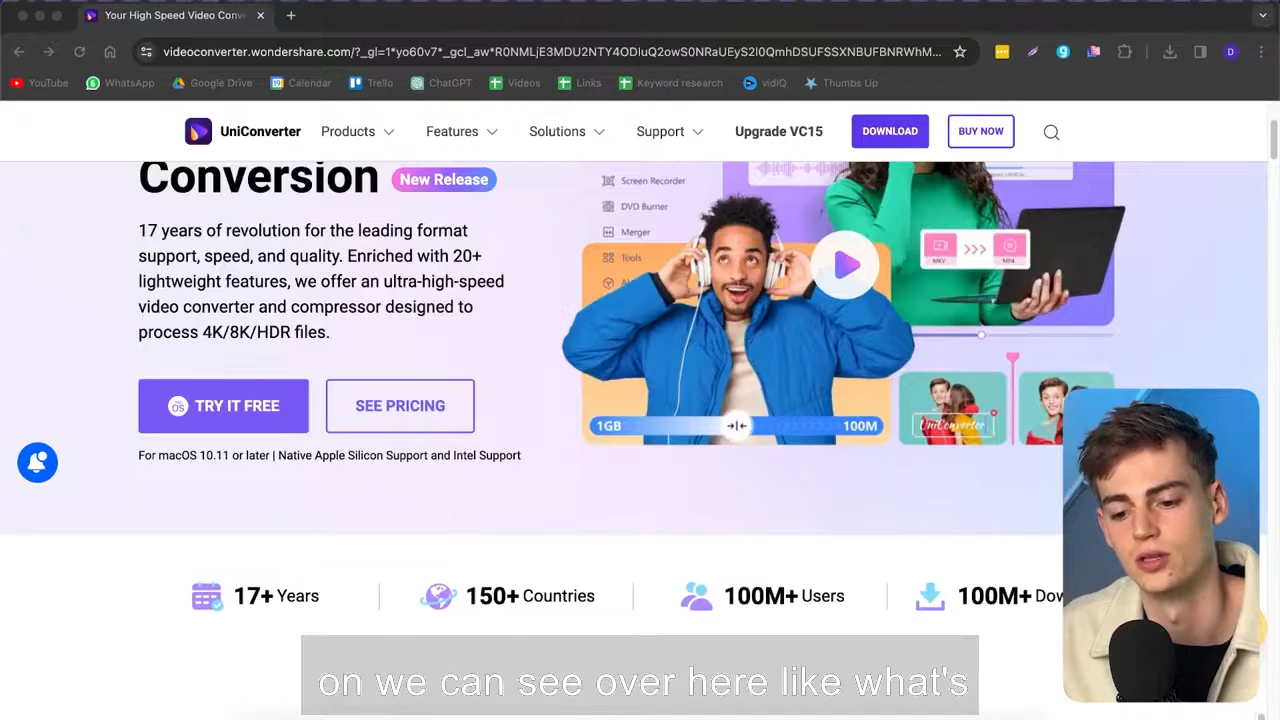 Your High Speed Video Conve
videoconverter.wondershare.com/?_gl=1*yo60v7*_gcl_aw*R0NMLjE3MDU2NTY4ODIuQ2owS0NRaUEyS2I0QmhDSUFSSXNBUFBNRWhM...
D
YouTube
WhatsApp
Google Drive
Calendar
Trello
ChatGPT
Videos
Links
Keyword research
vidIQ
Thumbs Up
UniConverter
Products
Features
Solutions
Support
Upgrade VC15
DOWNLOAD
BUY NOW
Conversion
New Release
17 years of revolution for the leading format
support, speed, and quality. Enriched with 20+
lightweight features, we offer an ultra-high-speed
video converter and compressor designed to
process 4K/8K/HDR files.
TRY IT FREE
SEE PRICING
For macOS 10.11 or later | Native Apple Silicon Support and Intel Support
Screen Recorder
DVD Burner
Merger
Tools
MKV
MP4
1GB
100M
UniConverter
17+ Years
150+ Countries
100M+ Users
100M+ Dow
on we can see over here like what's